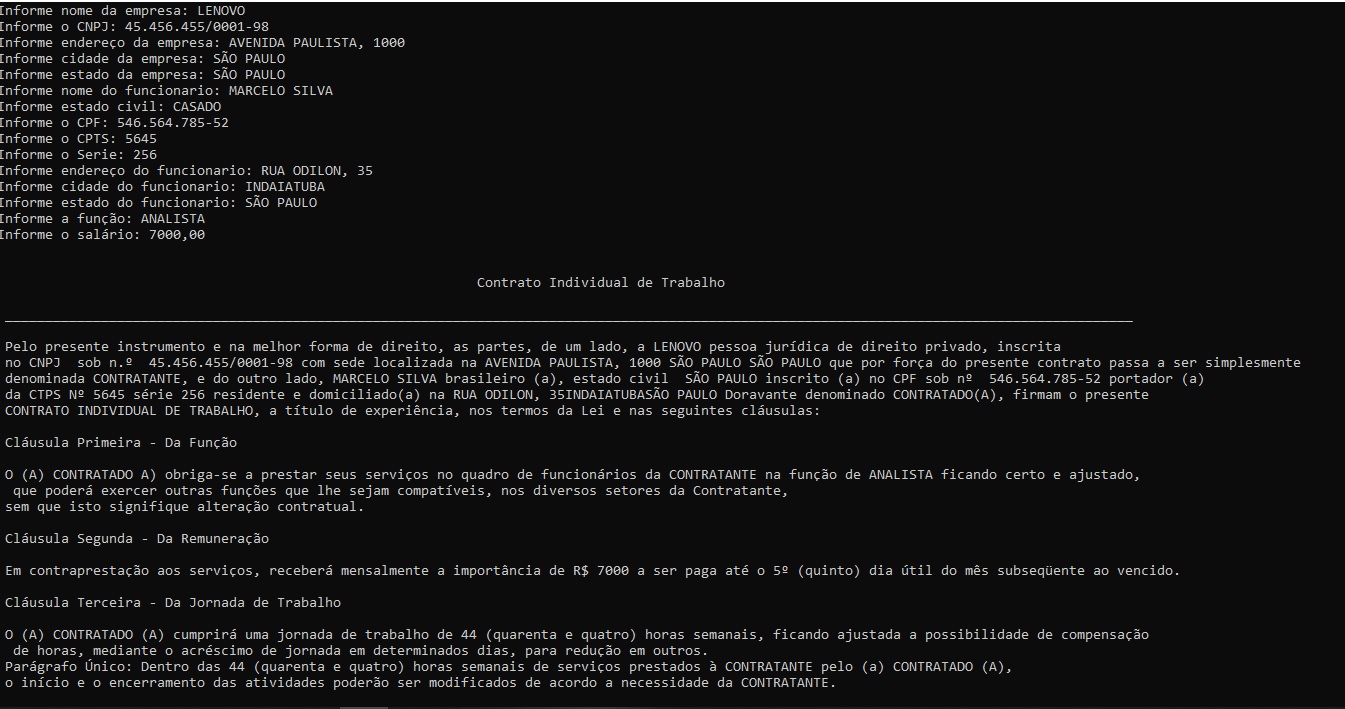 Informe nome da empresa: LENOVO
Informe o CNPJ: 45.456.455/0001-98
Informe endereço da empresa: AVENIDA PAULISTA, 1000
Informe cidade da empresa: SÃO PAULO
Informe estado da empresa: SÃO PAULO
Informe nome do funcionario: MARCELO SILVA
Informe estado civil: CASADO
Informe o CPF: 546.564.785-52
Informe o CPTS: 5645
Informe o Serie: 256
Informe endereço do funcionario: RUA ODILON, 35
Informe cidade do funcionario: INDAIATUBA
Informe estado do funcionario: SÃO PAULO
Informe a função: ANALISTA
Informe o salário: 7000,00
Contrato Individual de Trabalho
Pelo presente instrumento e na melhor forma de direito, as partes, de um lado, a LENOVO pessoa jurídica de direito privado, inscrita
no CNPJ  sob n.º  45.456.455/0001-98 com sede localizada na AVENIDA PAULISTA, 1000 SÃO PAULO SÃO PAULO que por força do presente contrato passa a ser simplesmente
denominada CONTRATANTE, e do outro lado, MARCELO SILVA brasileiro (a), estado civil  SÃO PAULO inscrito (a) no CPF sob nº  546.564.785-52 portador (a)
da CTPS Nº 5645 série 256 residente e domiciliado(a) na RUA ODILON, 35INDAIATUBASÃO PAULO Doravante denominado CONTRATADO(A), firmam o presente
CONTRATO INDIVIDUAL DE TRABALHO, a título de experiência, nos termos da Lei e nas seguintes cláusulas:
Cláusula Primeira - Da Função
O (A) CONTRATADO A) obriga-se a prestar seus serviços no quadro de funcionários da CONTRATANTE na função de ANALISTA ficando certo e ajustado,
que poderá exercer outras funções que lhe sejam compatíveis, nos diversos setores da Contratante,
sem que isto signifique alteração contratual.
Cláusula Segunda - Da Remuneração
Em contraprestação aos serviços, receberá mensalmente a importância de R$ 7000 a ser paga até o 5º (quinto) dia útil do mês subseqüente ao vencido.
Cláusula Terceira - Da Jornada de Trabalho
O (A) CONTRATADO (A) cumprirá uma jornada de trabalho de 44 (quarenta e quatro) horas semanais, ficando ajustada a possibilidade de compensação
de horas, mediante o acréscimo de jornada em determinados dias, para redução em outros.
Parágrafo Único: Dentro das 44 (quarenta e quatro) horas semanais de serviços prestados à CONTRATANTE pelo (a) CONTRATADO (A),
o início e o encerramento das atividades poderão ser modificados de acordo a necessidade da CONTRATANTE.